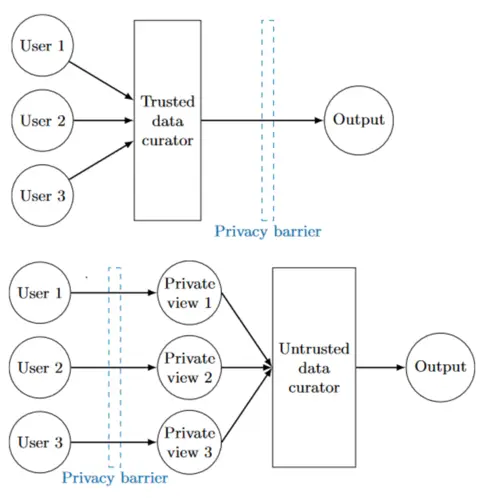 User 1
User 2
User 3
Trusted
data
curator
Output
Privacy barrier
User 1
User 2
User 3
Private
view 1
Private
view 2
Private
view 3
Untrusted
data
curator
Output
Privacy barrier